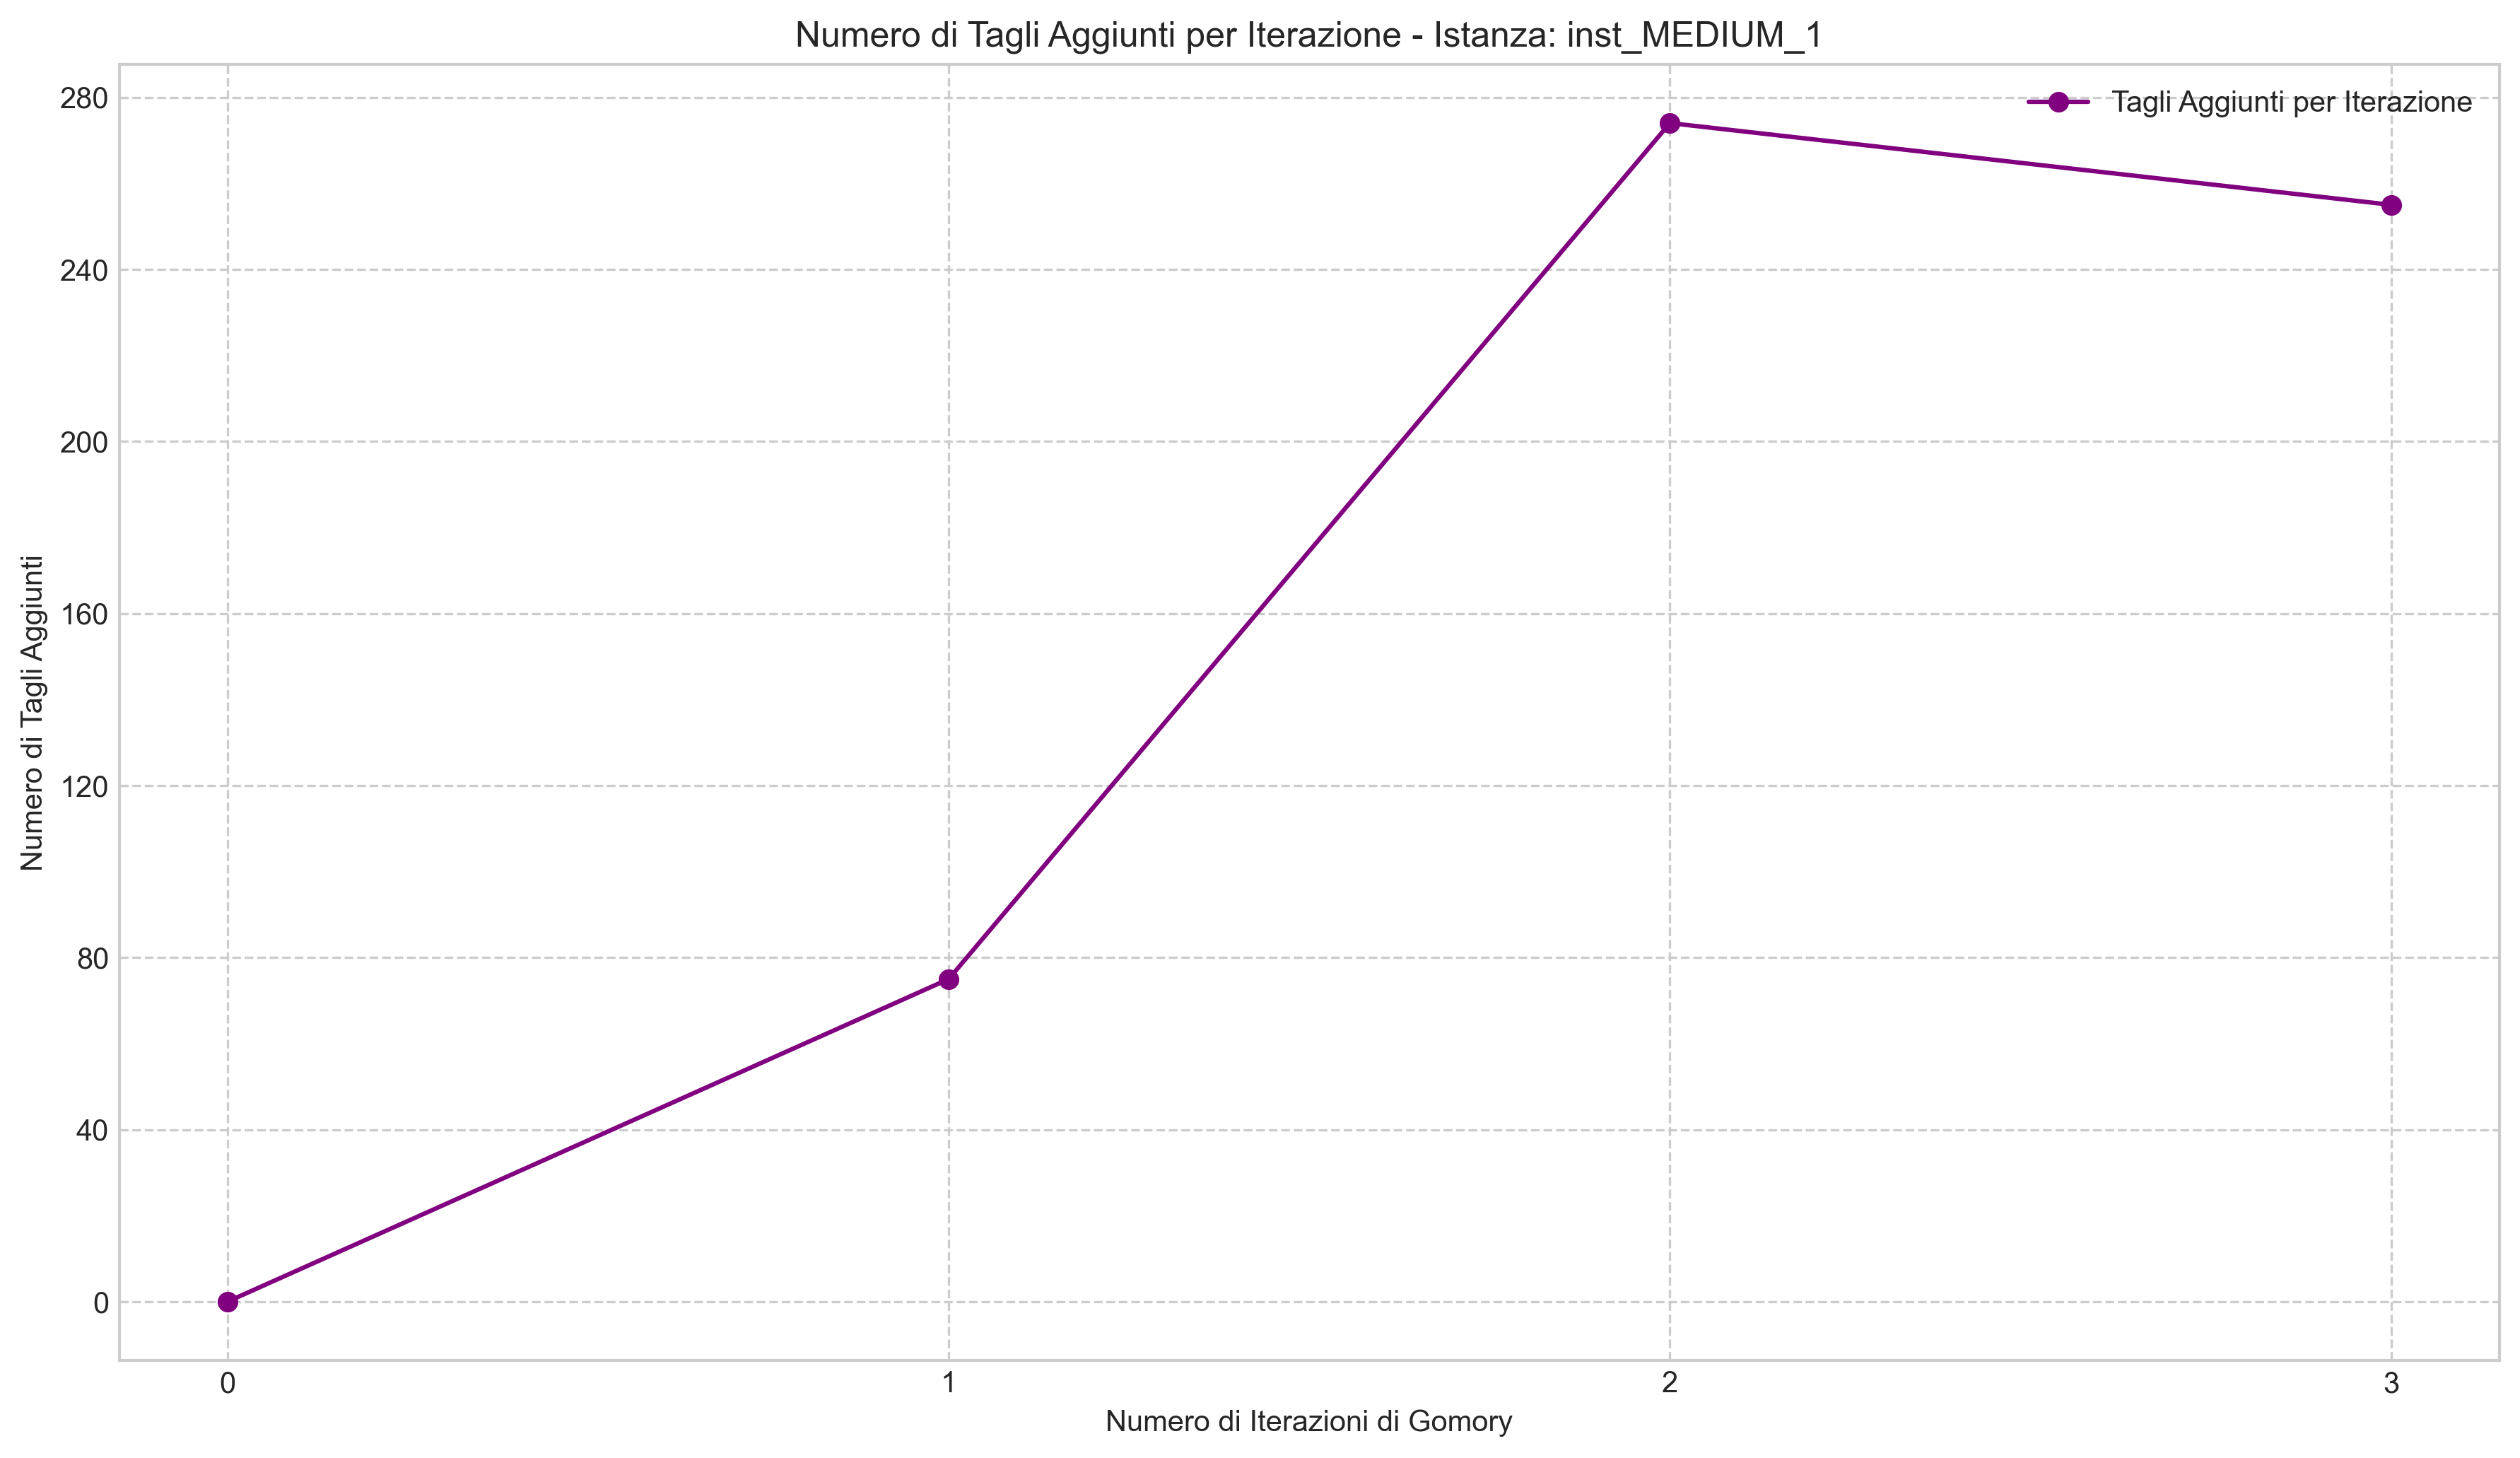 Numero di Tagli Aggiunti per Iterazione - Istanza: inst_MEDIUM_1
Tagli Aggiunti per Iterazione
Numero di Tagli Aggiunti
280
240
200
160
120
80
40
0
0 1 2 3
Numero di Iterazioni di Gomory